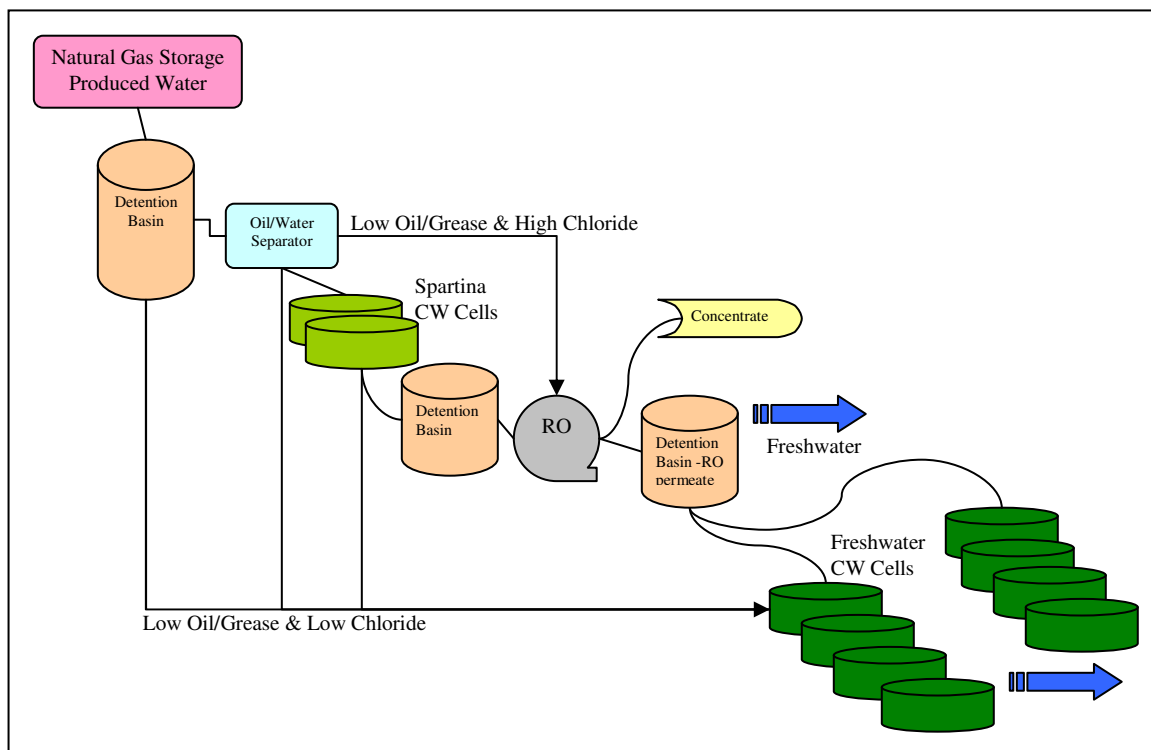 Natural Gas Storage
Produced Water
Detention
Basin
Oil/Water
Separator
Low Oil/Grease & High Chloride
Spartina
CW Cells
Concentrate
Detention
Basin
RO
Detention
Basin -RO
permeate
Freshwater
Freshwater
CW Cells
Low Oil/Grease & Low Chloride